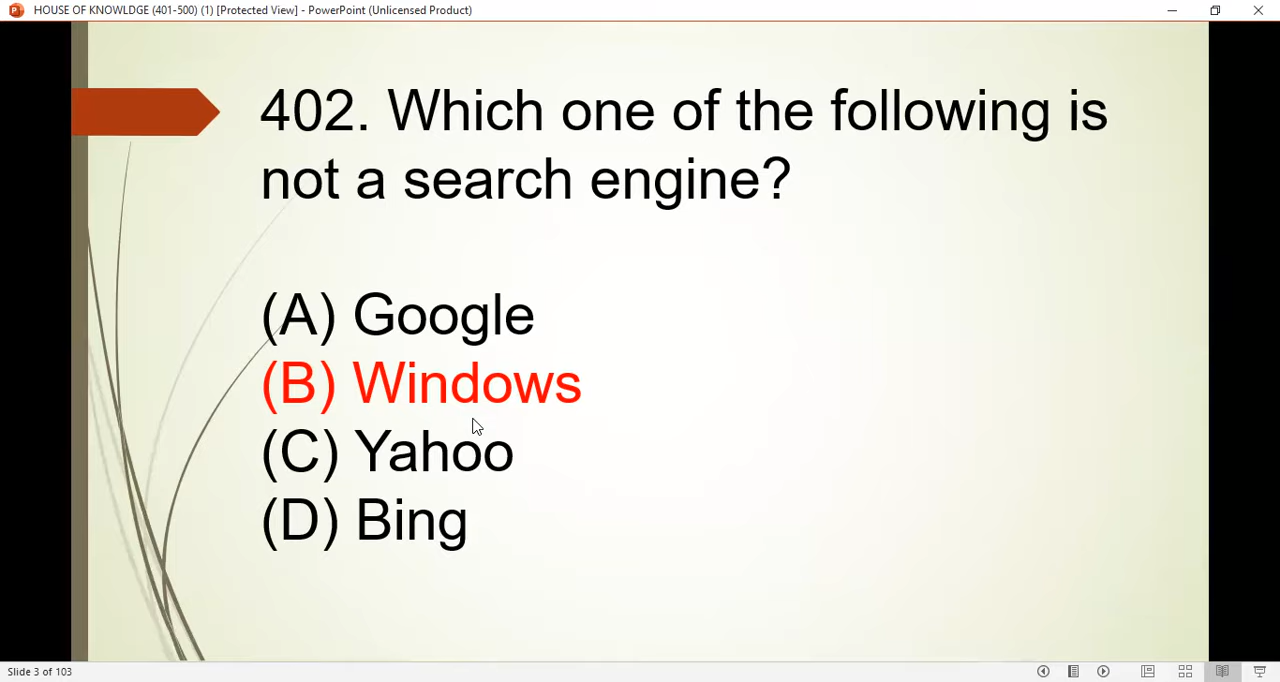 HOUSE OF KNOWLDGE (401-500) (1) [Protected View] - PowerPoint (Unlicensed Product)
402. Which one of the following is
not a search engine?
(A) Google
(B) Windows
(C) Yahoo
(D) Bing
Slide 3 of 103